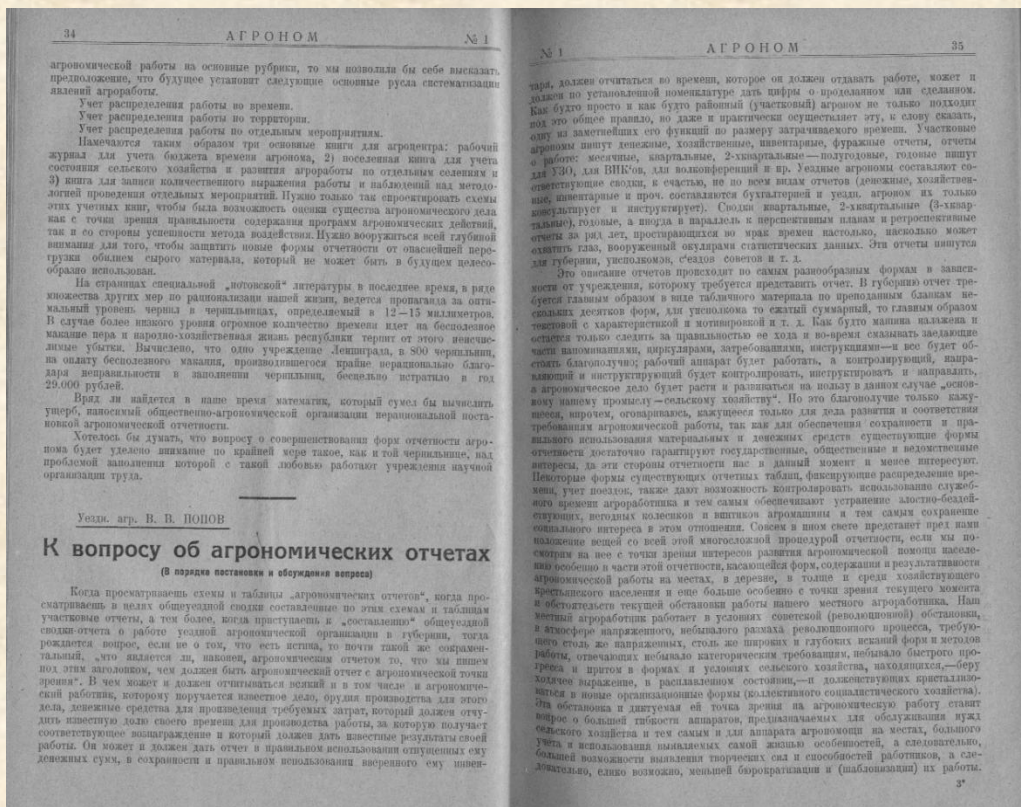 34
АГРОНОМ
№ 1
агрономической работы на основные рубрики, то мы позволили бы себе высказать
предположение, что будущее установит следующие основные русла систематизации
явлений агроработы.
Учет распределения работы во времени.
Учет распределения работы по территории.
Учет распределения работы по отдельным мероприятиям.
Намечаются таким образом три основные книги для агроцентра: рабочий
журнал для учета бюджета времени агронома, 2) поселенная книга для учета
состояния сельского хозяйства и развития агроработы по отдельным селениям и
3) книга для записи количественного выражения работы и наблюдений над методо-
логией проведения отдельных мероприятий. Нужно только так спроектировать схемы
этих учетных книг, чтобы была возможность оценки существа агрономического дела
как с точки зрения правильности содержания программ агрономических действий,
так и со стороны успешности метода воздействия. Нужно вооружиться всей глубиной
внимания для того, чтобы защитить новые формы отчетности от опаснейшей пере-
грузки обилием сырого материала, который не может быть в будущем целесо-
образно использован.
На страницах специальной „нотовской“ литературы в последнее время, в ряде
множества других мер по рационализации нашей жизни, ведется пропаганда за опти-
мальный уровень чернил в чернильницах, определяемый в 12—15 миллиметров.
В случае более низкого уровня огромное количество времени идет на бесполезное
макание пера и народно-хозяйственная жизнь республики терпит от этого неисчис-
лимые убытки. Вычислено, что одно учреждение Ленинграда, в 800 чернильниц,
на оплату бесполезного макания, производившегося крайне нерационально благо-
даря неправильности в заполнении чернильниц, бесцельно истратило в год
29.000 рублей.
Вряд ли найдется в наше время математик, который сумел бы вычислить
ущерб, наносимый общественно-агрономической организации нерациональной поста-
новкой агрономической отчетности.
Хотелось бы думать, что вопросу о совершенствовании форм отчетности агро-
нома будет уделено внимание по крайней мере такое, как и той чернильнице, над
проблемой заполнения которой с такой любовью работают учреждения научной
организации труда.
Уездн. агр. В. В. ПОПОВ
К вопросу об агрономических отчетах
(В порядке постановки и обсуждения вопроса)
Когда просматриваешь схемы и таблицы „агрономических отчетов“, когда про-
сматриваешь в целях общеуездной сводки составленные по этим схемам и таблицам
участковые отчеты, а тем более, когда приступаешь к „составлению“ общеуездной
сводки-отчета о работе уездной агрономической организации в губернии, тогда
рождается вопрос, если не о том, что есть истина, то почти такой же сокрамен-
тальный, „что является ли, наконец, агрономическим отчетом то, что мы пишем
под этим заголовком, чем должен быть агрономический отчет с агрономической точки
зрения“. В чем может и должен отчитываться всякий и в том числе и агрономиче-
ский работник, которому поручается известное дело, орудия производства для этого
дела, денежные средства для произведения требуемых затрат, который должен отчу-
дить известную долю своего времени для производства работы, за которую получает
соответствующее вознаграждение и который должен дать известные результаты своей
работы. Он может и должен дать отчет в правильном использовании отпущенных ему
денежных сумм, в сохранности и правильном использовании вверенного ему инвен-
№ 1
АГРОНОМ
35
таря, должен отчитаться во времени, которое он должен отдавать работе, может и
должен по установленной номенклатуре дать цифры о проделанном или сделанном.
Как будто просто и как будто районный (участковый) агроном не только подходит
под это общее правило, но даже и практически осуществляет эту, к слову сказать,
одну из заметнейших его функций по размеру затрачиваемого времени. Участковые
агрономы пишут денежные, хозяйственные, инвентарные, фуражные отчеты, отчеты
о работе: месячные, квартальные, 2-хквартальные—полугодовые, годовые пишут
для УЗО, для ВИК'ов, для волконференций и пр. Уездные агрономы составляют со-
ответствующие сводки, к счастью, не по всем видам отчетов (денежные, хозяйствен-
ные, инвентарные и проч. составляются бухгалтерией и уездн. агроном их только
консультирует и инструктирует). Сводки квартальные, 2-хквартальные (3-хквар-
тальные), годовые, а иногда в параллель к перспективным планам и ретроспективные
отчеты за ряд лет, простирающихся во мрак времен настолько, насколько может
охватить глаз, вооруженный окулярами статистических данных. Эти отчеты пишутся
для губернии, уисполкомов, с'ездов советов и т. д.
Это описание отчетов происходит по самым разнообразным формам в зависи-
мости от учреждения, которому требуется представить отчет. В губернию отчет тре-
буется главным образом в виде табличного материала по преподанным бланкам не-
скольких десятков форм, для уисполкома то сжатый суммарный, то главным образом
текстовой с характеристикой и мотивировкой и т. д. Как будто машина налажена и
остается только следить за правильностью ее хода и во-время смазывать заедающие
части напоминаниями, циркулярами, затребованиями, инструкциями—и все будет об-
стоять благополучно; рабочий аппарат будет работать, а контролирующий, напра-
вляющий и инструктирующий будет контролировать, инструктировать и направлять,
а агрономическое дело будет расти и развиваться на пользу в данном случае „основ-
ному нашему промыслу—сельскому хозяйству“. Но это благополучие только кажу-
щееся, впрочем, оговариваюсь, кажущееся только для дела развития и соответствия
требованиям агрономической работы, так как для обеспечения сохранности и пра-
вильного использования материальных и денежных средств существующие формы
отчетности достаточно гарантируют государственные, общественные и ведомственные
интересы, да эти стороны отчетности нас в данный момент и менее интересуют.
Некоторые формы существующих отчетных таблиц, фиксирующие распределение вре-
мени, учет поездок, также дают возможность контролировать использование служеб-
ного времени агроработника и тем самым обеспечивают устранение злостно-бездей-
ствующих, негодных колесиков и винтиков агромашины и тем самым сохранение
социального интереса в этом отношении. Совсем в ином свете предстанет пред нами
положение вещей со всей этой многосложной процедурой отчетности, если мы по-
смотрим на нее с точки зрения интересов развития агрономической помощи населе-
нию особенно в части этой отчетности, касающейся форм, содержания и результативности
агрономической работы на местах, в деревне, в толще и среди хозяйствующего
крестьянского населения и еще больше особенно с точки зрения текущего момента
и обстоятельств текущей обстановки работы нашего местного агроработника. Наш
местный агроработник работает в условиях советской (революционной) обстановки,
в атмосфере напряженного, небывалого размаха революционного процесса, требую-
щего столь же напряженных, столь же широких и глубоких исканий форм и методов
работы, отвечающих небывало категорическим требованиям, небывало быстрого про-
гресса и притом в формах и условиях сельского хозяйства, находящихся,—беру
ходячее выражение, в расплавленном состоянии,—и долженствующих кристаллизо-
ваться в новые организационные формы (коллективного социалистического хозяйства).
Эта обстановка и диктуемая ей точка зрения на агрономическую работу ставит
вопрос о большей гибкости аппаратов, предназначаемых для обслуживания нужд
сельского хозяйства и тем самым и для аппарата агропомощи на местах, большого
учета и использования выявляемых самой жизнью особенностей, а следовательно,
большей возможности выявления творческих сил и способностей работников, а сле-
довательно, елико возможно, меньшей бюрократизации и (шаблонизации) их работы.
3*